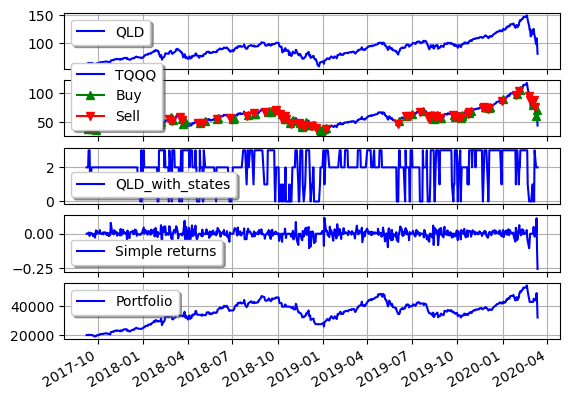 150
QLD
100
TQQQ
100
Buy
50
Sell
2
QLD_with_states
0
0.00
Simple returns
−0.25
Portfolio
40000
20000
2017-10 2018-01 2018-04 2018-07 2018-10 2019-01 2019-04 2019-07 2019-10 2020-01 2020-04